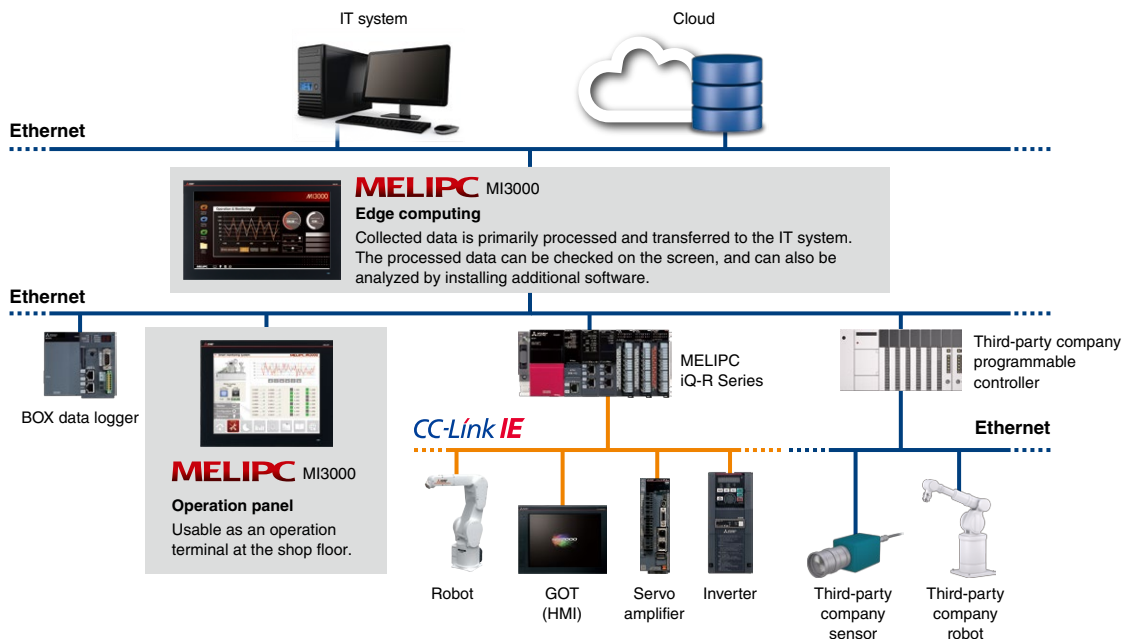 IT system
Cloud
Ethernet
MELIPC MI3000
Edge computing
Collected data is primarily processed and transferred to the IT system.
The processed data can be checked on the screen, and can also be
analyzed by installing additional software.
MI3000
Operation & Monitoring
MELIPC
Ethernet
BOX data logger
MELIPC MI3000
Operation panel
Usable as an operation
terminal at the shop floor.
MELIPC
iQ-R Series
Third-party company
programmable
controller
CC-Link IE
Ethernet
Robot
GOT
(HMI)
Servo
amplifier
Inverter
Third-party
company
sensor
Third-party
company
robot